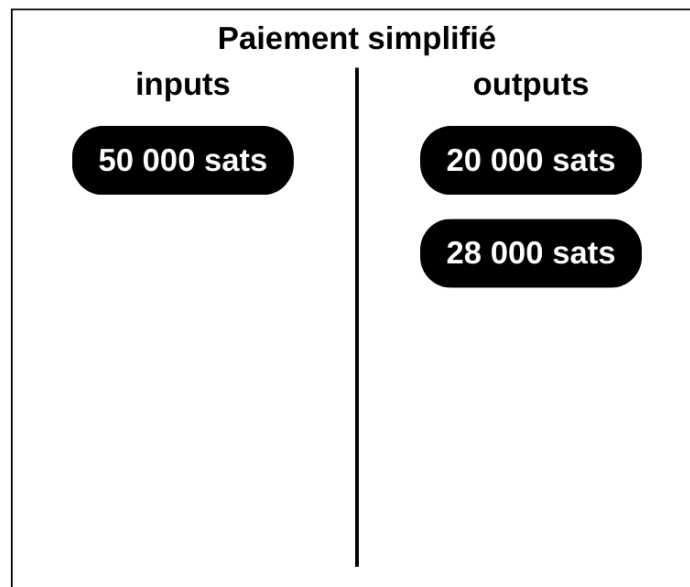 Paiement simplifié
inputs
outputs
50 000 sats
20 000 sats
28 000 sats